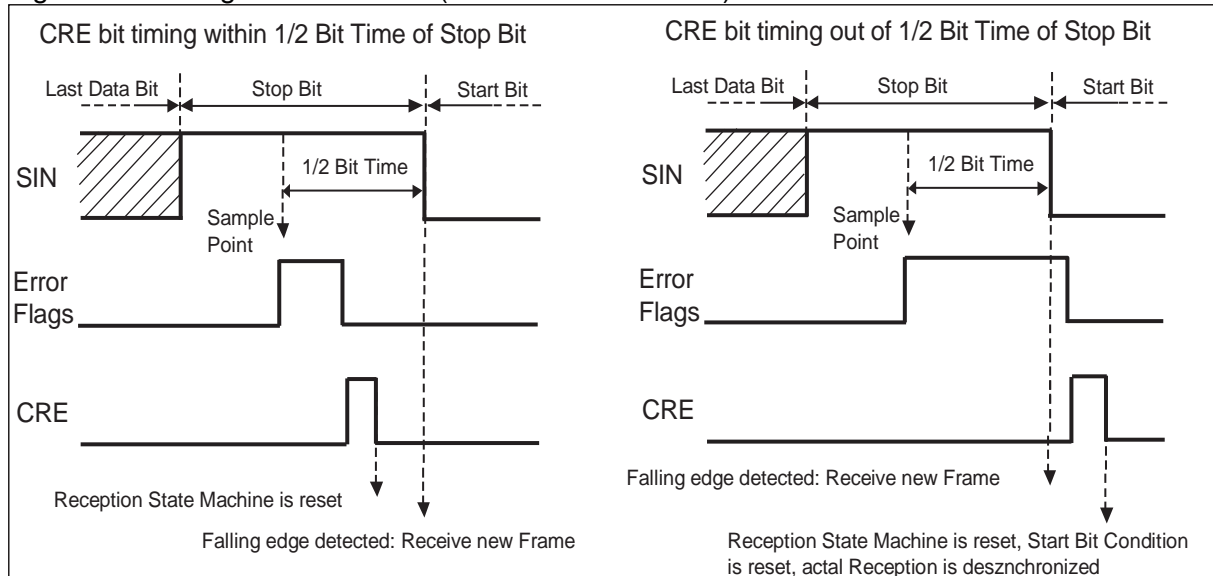 CRE bit timing within 1/2 Bit Time of Stop Bit
Last Data Bit
Stop Bit
Start Bit
SIN
1/2 Bit Time
Sample
Point
Error
Flags
CRE
Reception State Machine is reset
Falling edge detected: Receive new Frame
CRE bit timing out of 1/2 Bit Time of Stop Bit
Last Data Bit
Stop Bit
Start Bit
SIN
1/2 Bit Time
Sample
Point
Error
Flags
CRE
Falling edge detected: Receive new Frame
Reception State Machine is reset, Start Bit Condition
is reset, actal Reception is desznchronized